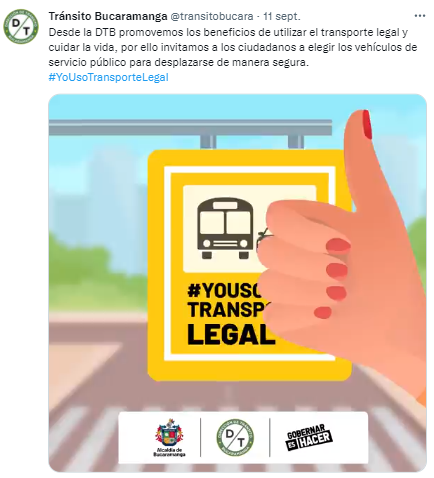 Tránsito Bucaramanga @transitobucara · 11 sept.
Desde la DTB promovemos los beneficios de utilizar el transporte legal y
cuidar la vida, por ello invitamos a los ciudadanos a elegir los vehículos de
servicio público para desplazarse de manera segura.
#YoUsoTransporteLegal
#YOUSO
TRANSP
LEGAL
Alcaldía de
Bucaramanga
D T
GOBERNAR
ES HACER